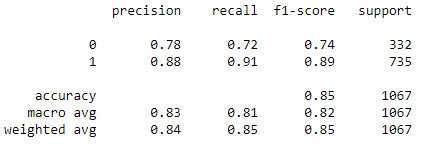 precision recall f1-score support
0 0.78 0.72 0.74 332
1 0.88 0.91 0.89 735
accuracy 0.85 1067
macro avg 0.83 0.81 0.82 1067
weighted avg 0.84 0.85 0.85 1067